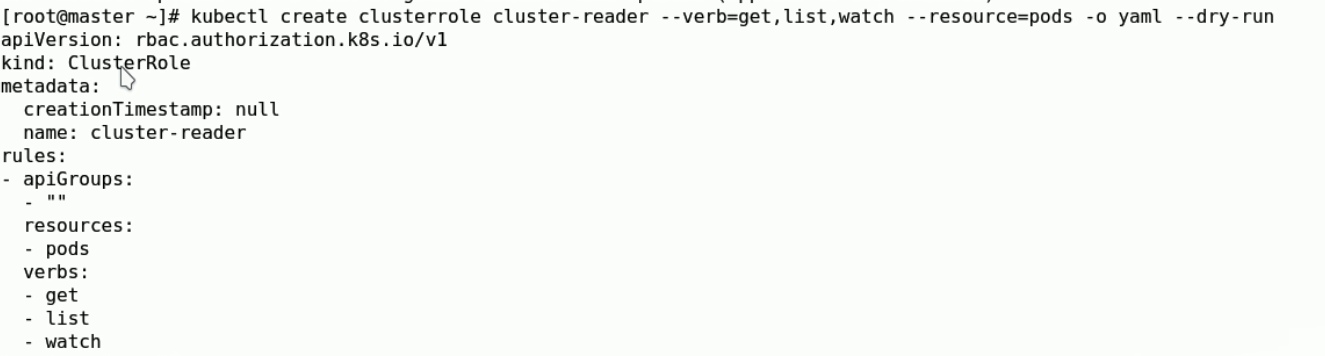 [root@master ~]# kubectl create clusterrole cluster-reader --verb=get,list,watch --resource=pods -o yaml --dry-run
apiVersion: rbac.authorization.k8s.io/v1
kind: ClusterRole
metadata:
  creationTimestamp: null
  name: cluster-reader
rules:
- apiGroups:
  - ""
  resources:
  - pods
  verbs:
  - get
  - list
  - watch